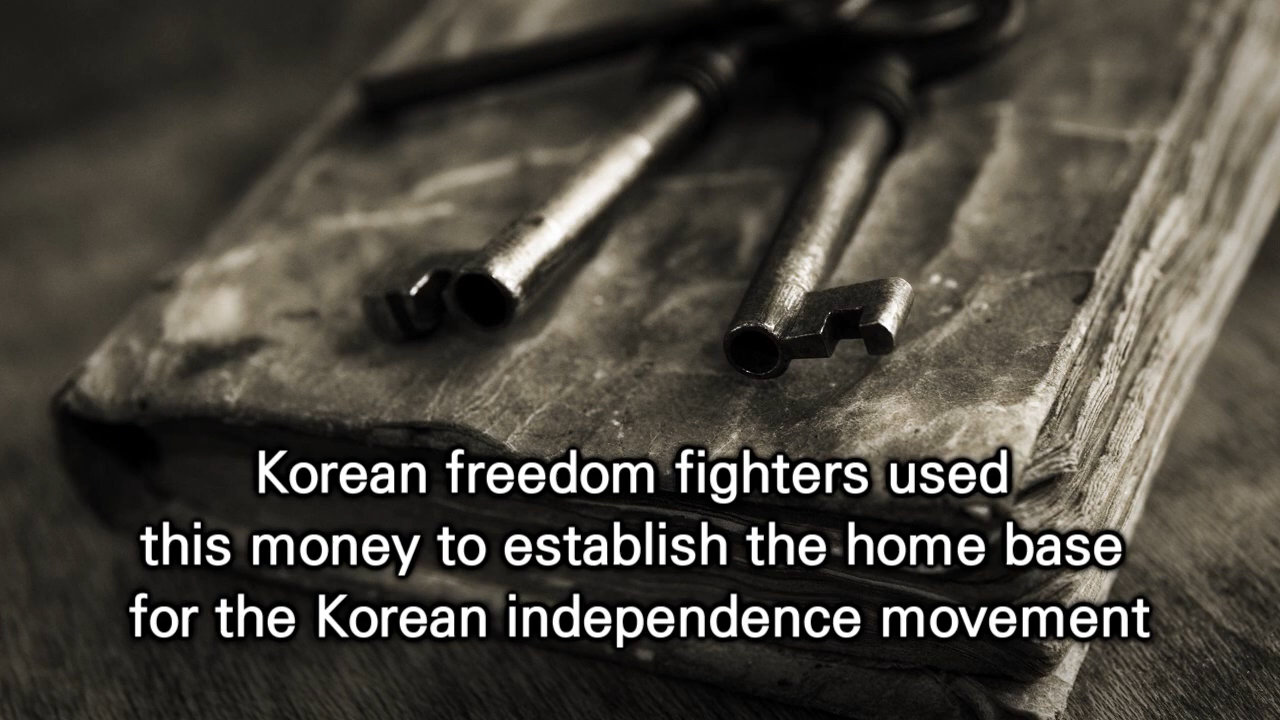 Korean freedom fighters used
this money to establish the home base
for the Korean independence movement